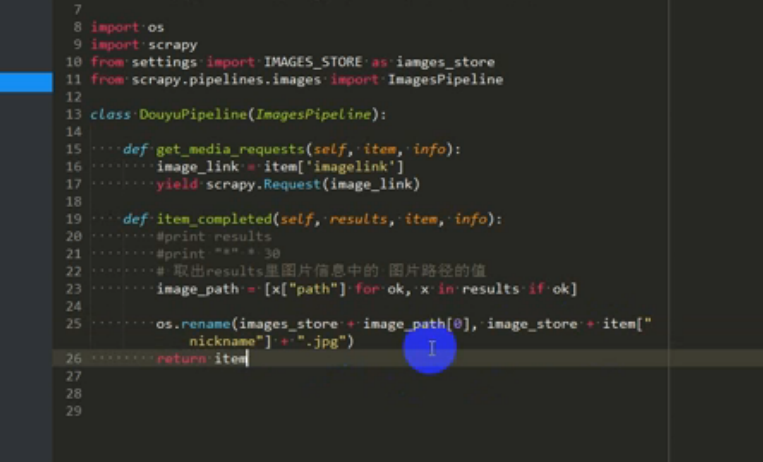 7
8 import os
9 import scrapy
10 from settings import IMAGES_STORE as iamges_store
11 from scrapy.pipelines.images import ImagesPipeline
12
13 class DouyuPipeline(ImagesPipeline):
14
15 def get_media_requests(self, item, info):
16 image_link = item['imagelink']
17 yield scrapy.Request(image_link)
18
19 def item_completed(self, results, item, info):
20 #print results
21 #print "*" * 30
22 # 取出results里图片信息中的 图片路径的值
23 image_path = [x["path"] for ok, x in results if ok]
24
25 os.rename(images_store + image_path[0], image_store + item["
nickname"] + ".jpg")
26 return item
27
28
29